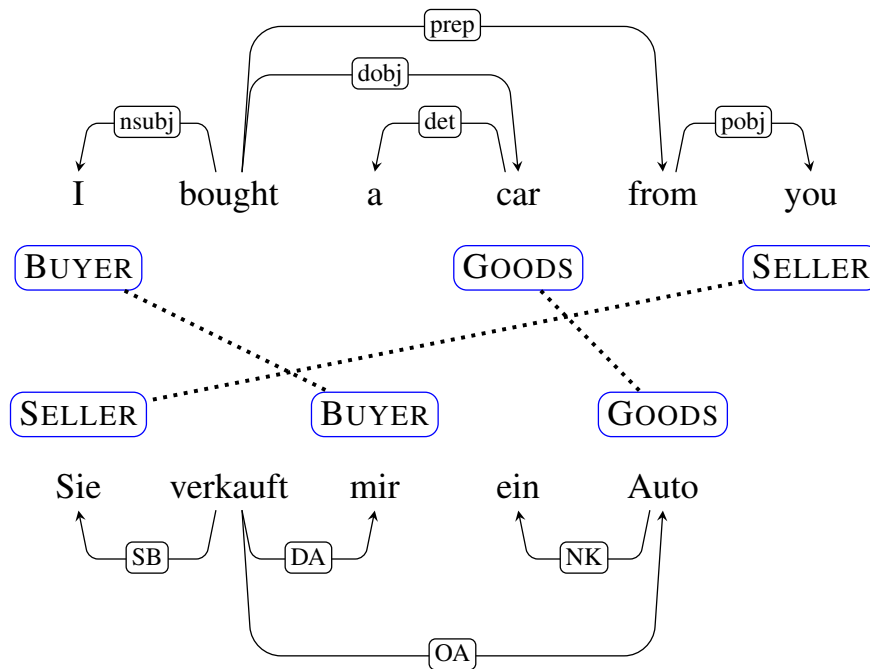 prep
dobj
nsubj det pobj
I bought a car from you
BUYER GOODS SELLER
SELLER BUYER GOODS
Sie verkauft mir ein Auto
SB DA NK
OA